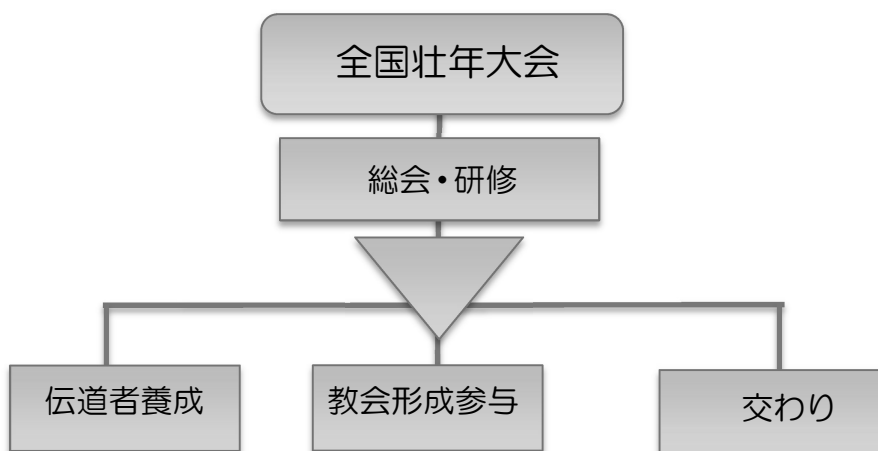 全国壮年大会
総会・研修
伝道者養成
教会形成参与
交わり